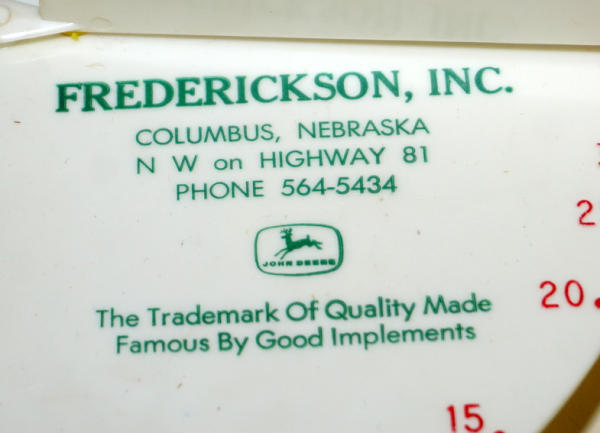 FREDERICKSON, INC.
COLUMBUS, NEBRASKA
N W on HIGHWAY 81
PHONE 564-5434
JOHN DEERE
The Trademark Of Quality Made
Famous By Good Implements
2
20.
15.